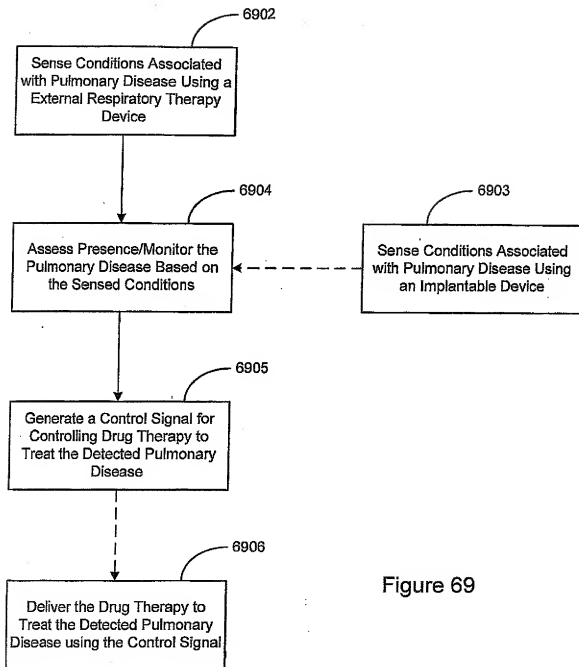 6902
Sense Conditions Associated
with Pulmonary Disease Using a
External Respiratory Therapy
Device
6904
6903
Assess Presence/Monitor the
Pulmonary Disease Based on
the Sensed Conditions
Sense Conditions Associated
with Pulmonary Disease Using
an Implantable Device
6905
Generate a Control Signal for
Controlling Drug Therapy to
Treat the Detected Pulmonary
Disease
6906
Deliver the Drug Therapy to
Treat the Detected Pulmonary
Disease using the Control Signal
Figure 69